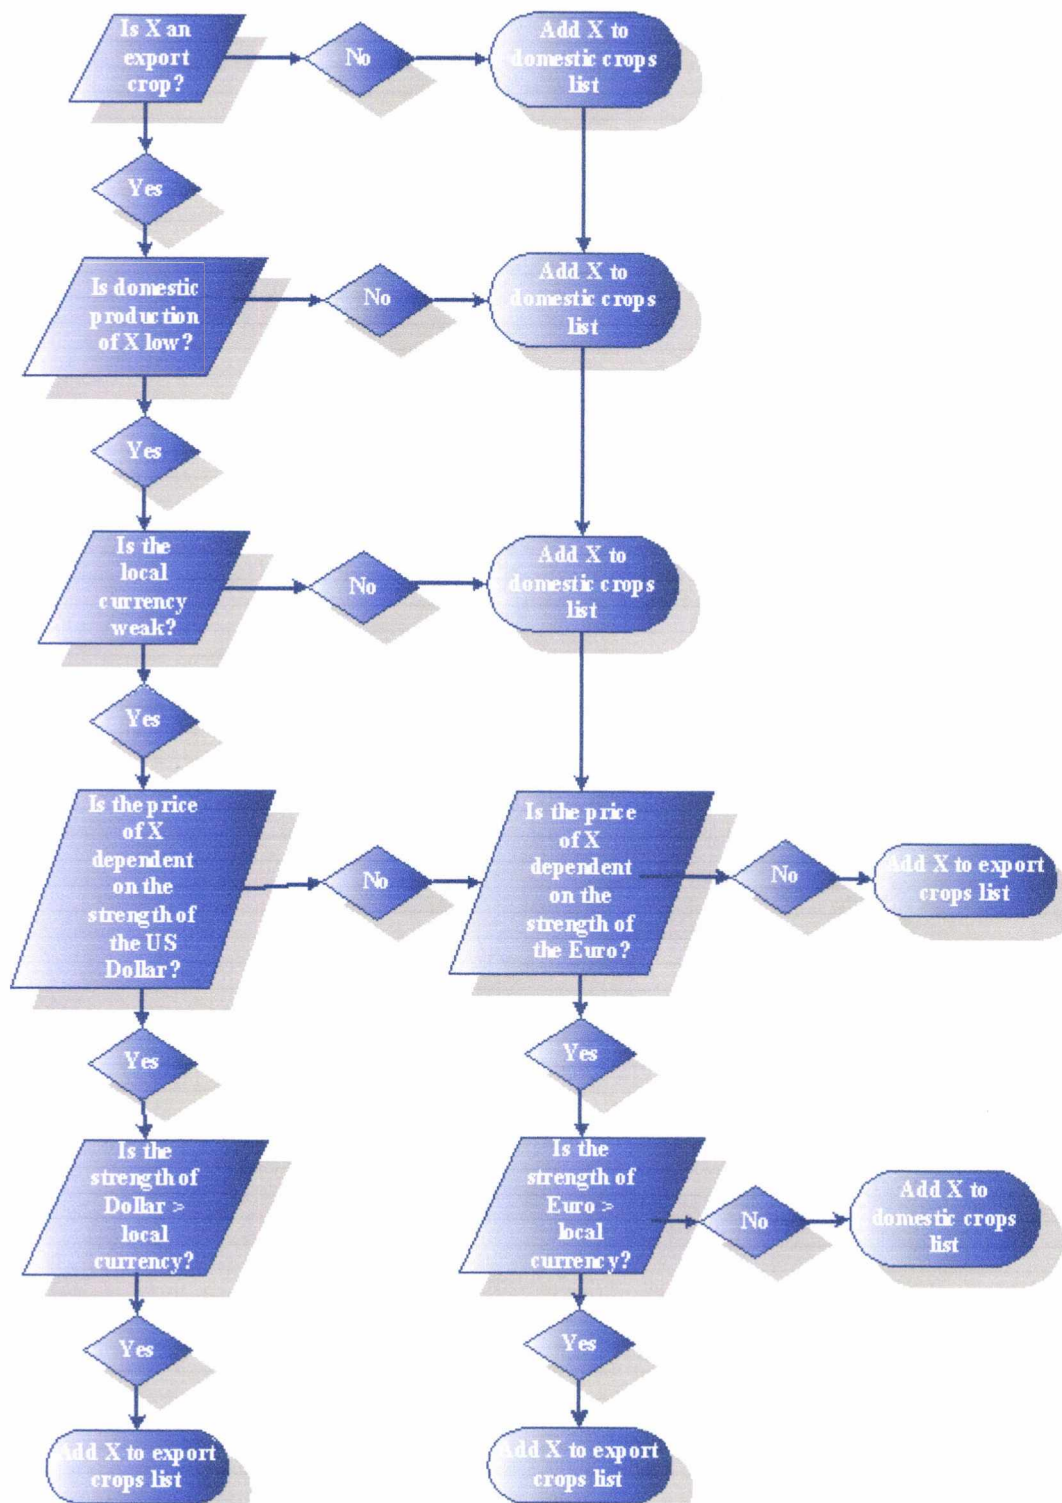 Is X an
export
crop?
No
Add X to
domestic crops
list
Yes
Is domestic
production
of X low?
No
Add X to
domestic crops
list
Yes
Is the
local
currency
weak?
No
Add X to
domestic crops
list
Yes
Is the price
of X
dependent
on the
strength of
the US
Dollar?
No
Is the price
of X
dependent
on the
strength of
the Euro?
No
Add X to export
crops list
Yes
Yes
Is the
strength of
Dollar >
local
currency?
Is the
strength of
Euro >
local
currency?
No
Add X to
domestic crops
list
Yes
Yes
Add X to export
crops list
Add X to export
crops list